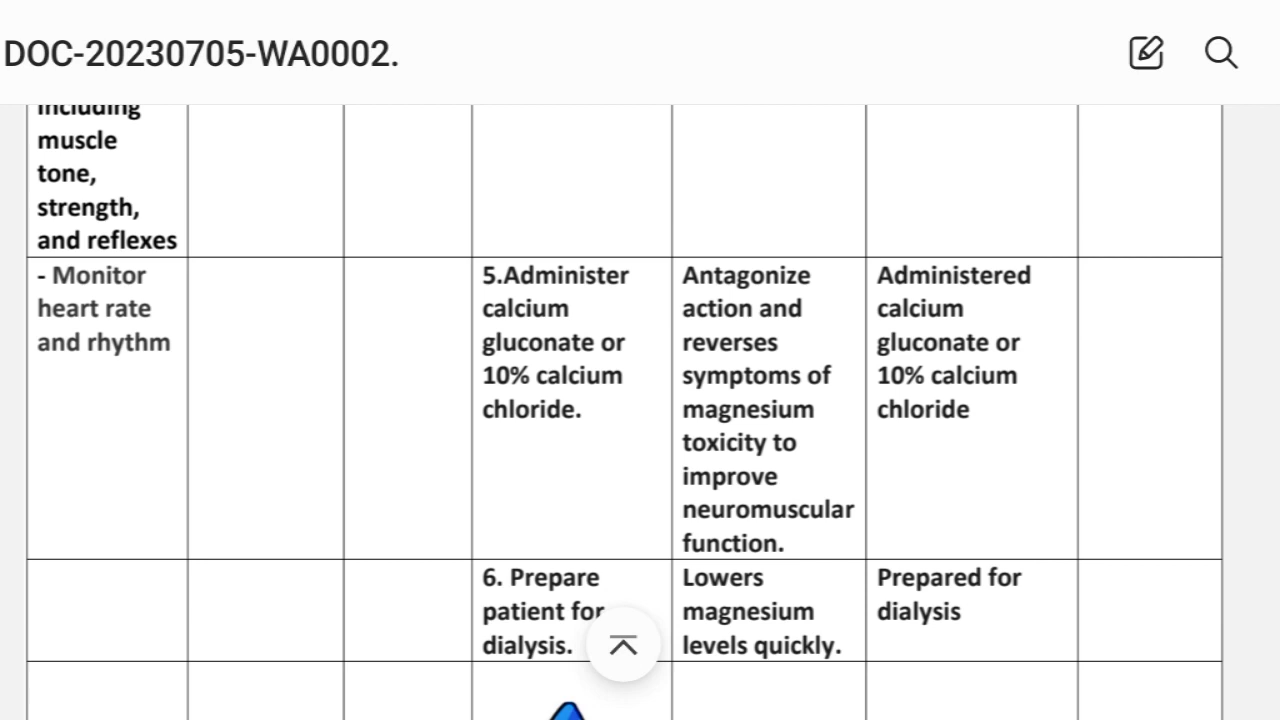 DOC-20230705-WA0002.
including
muscle
tone,
strength,
and reflexes
- Monitor
heart rate
and rhythm
5.Administer
calcium
gluconate or
10% calcium
chloride.
Antagonize
action and
reverses
symptoms of
magnesium
toxicity to
improve
neuromuscular
function.
Administered
calcium
gluconate or
10% calcium
chloride
6. Prepare
patient for
dialysis.
Lowers
magnesium
levels quickly.
Prepared for
dialysis